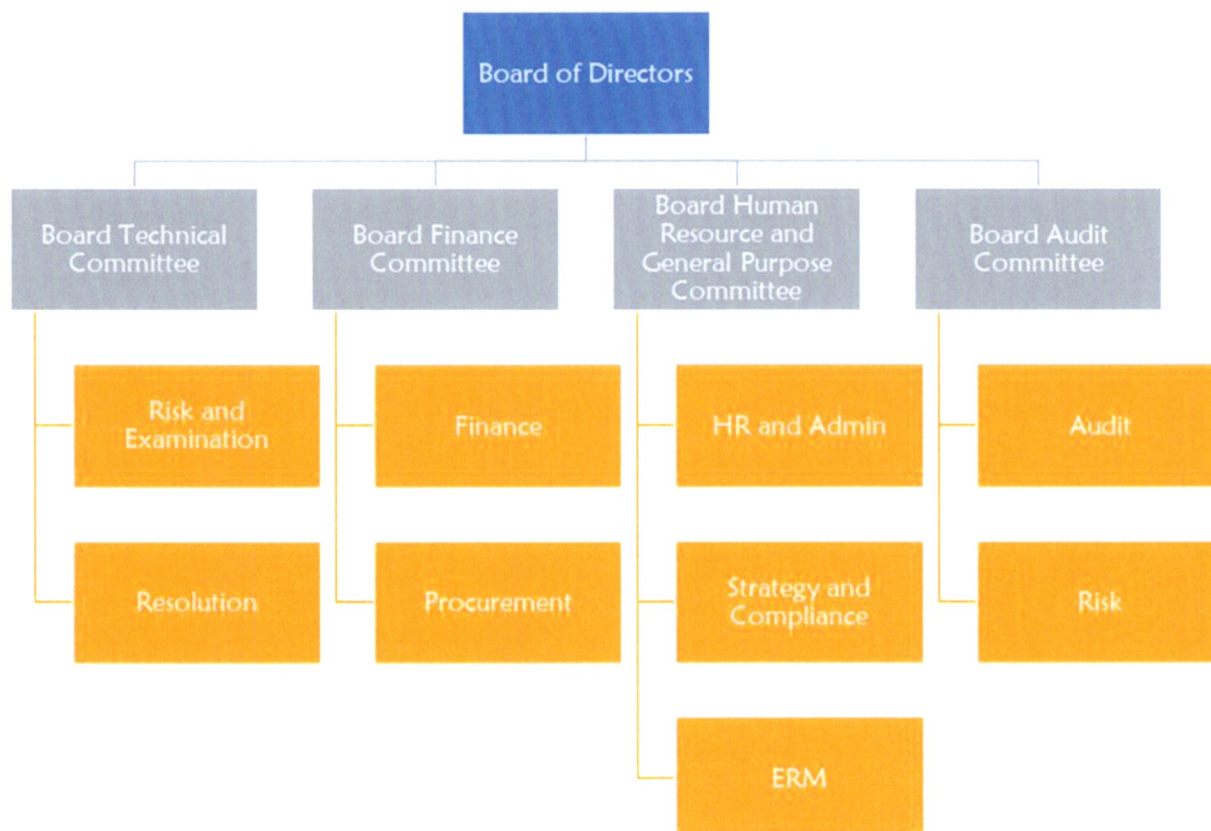 Board of Directors
Board Technical
Committee
Board Finance
Committee
Board Human
Resource and
General Purpose
Committee
Board Audit
Committee
Risk and
Examination
Finance
HR and Admin
Audit
Resolution
Procurement
Strategy and
Compliance
Risk
ERM